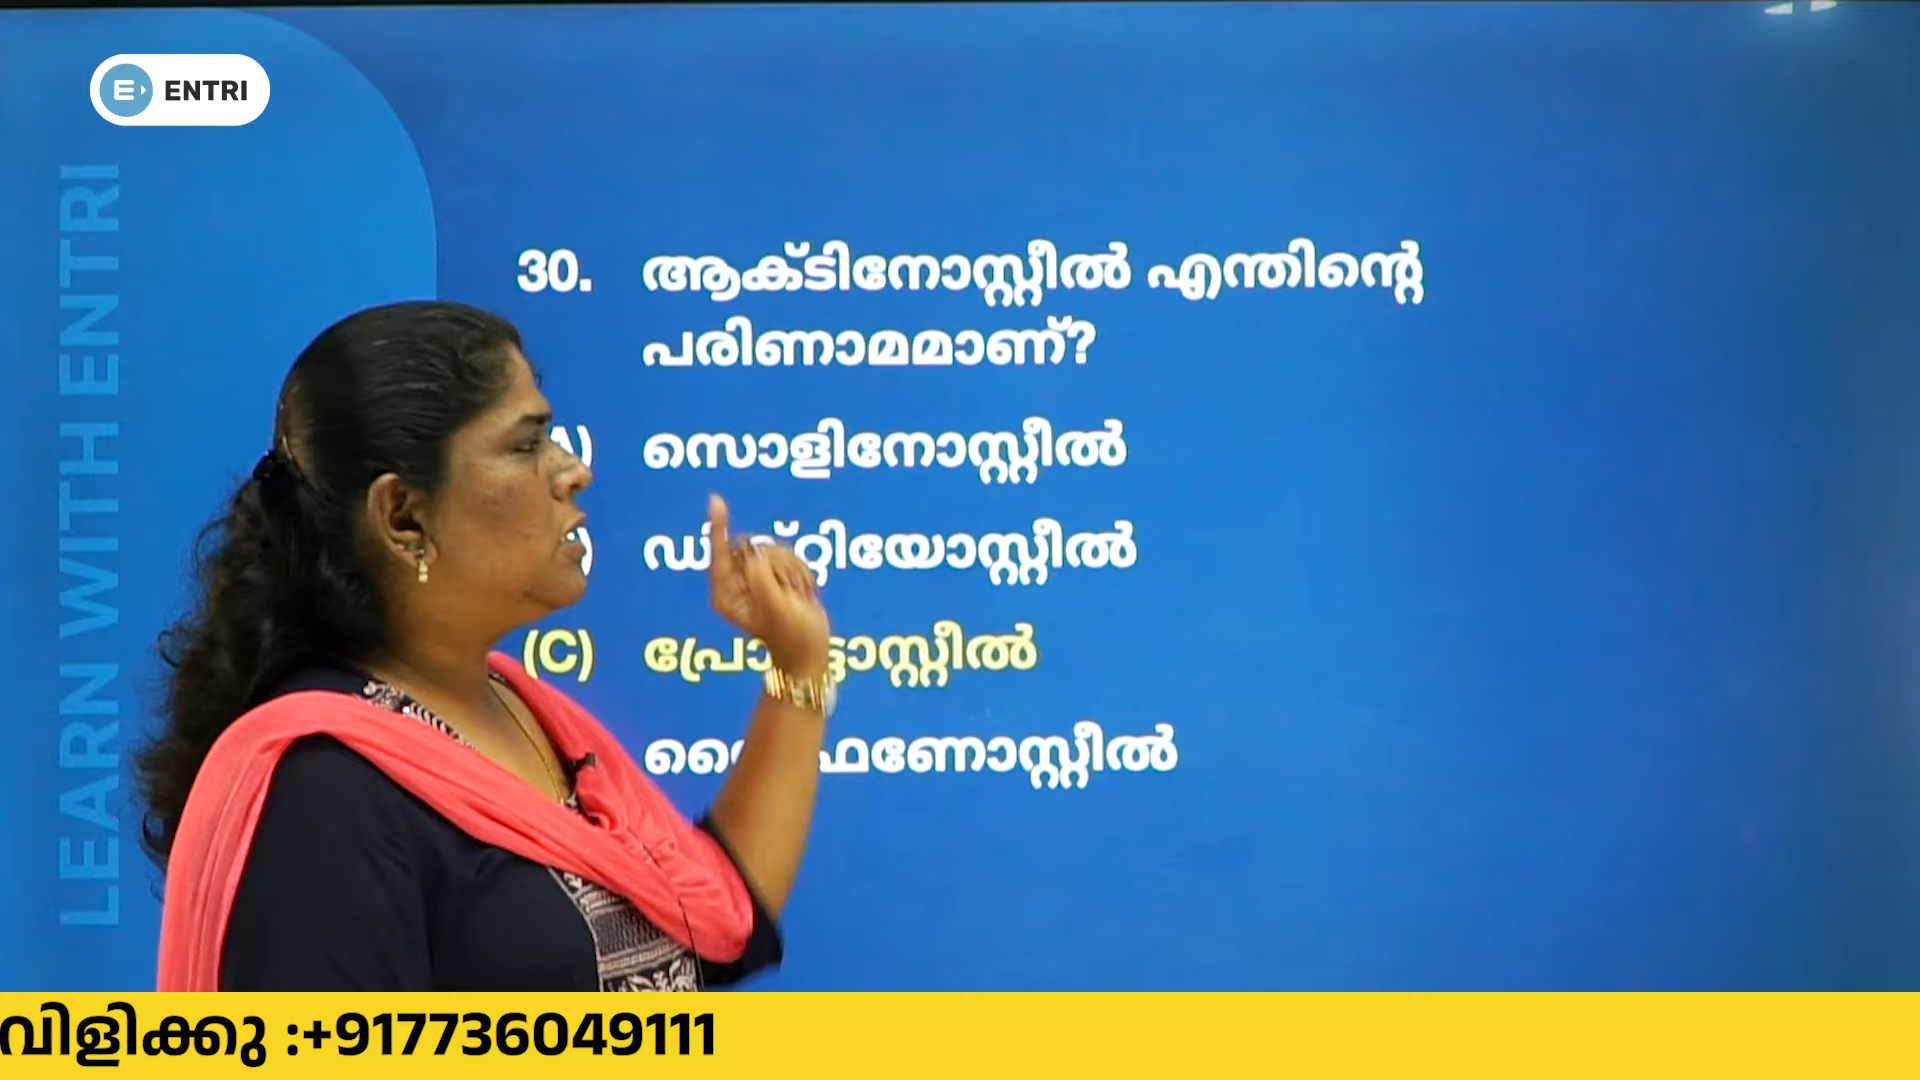 ENTRI
LEARN WITH ENTRI
30. ആക്ടിനോസ്റ്റീൽ എന്തിന്റെ
പരിണാമമാണ്?
സൊളിനോസ്റ്റീൽ
(C)
വിളിക്കു :+917736049111